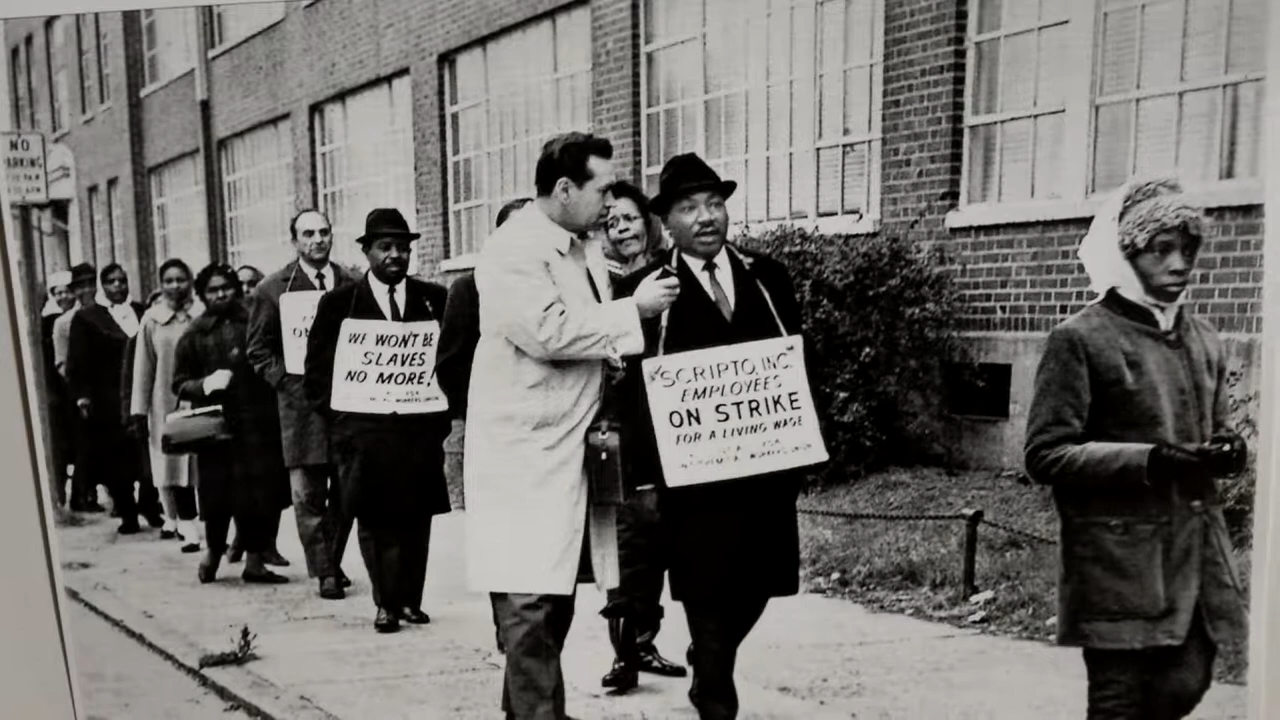 NO
PARKING
WE WON'T BE
SLAVES
NO MORE!
SCRIPTO, INC.
EMPLOYEES
ON STRIKE
FOR A LIVING WAGE